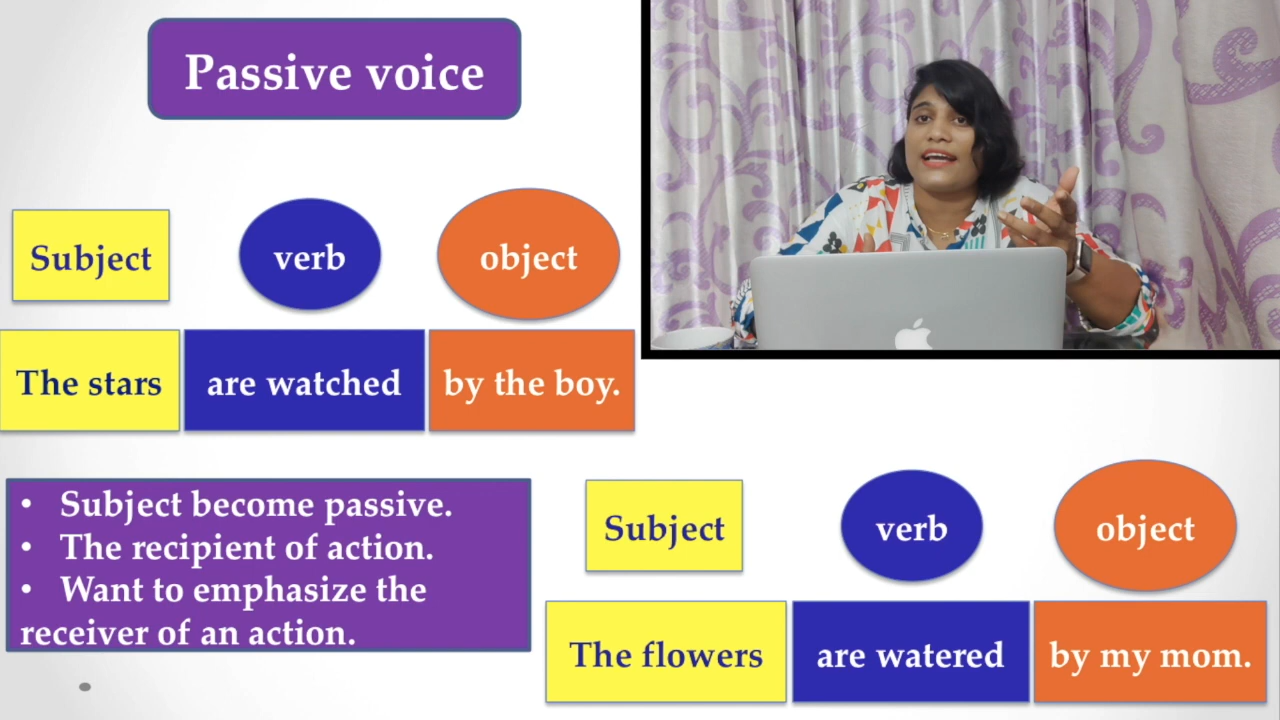 Passive voice
Subject verb object
The stars are watched by the boy.
• Subject become passive.
• The recipient of action.
• Want to emphasize the
receiver of an action.
Subject verb object
The flowers are watered by my mom.